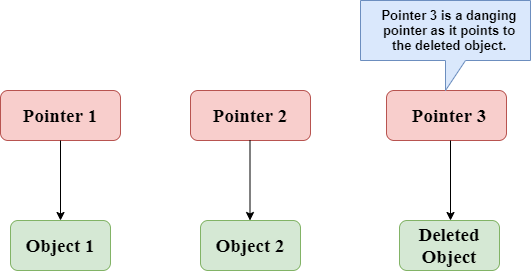 Pointer 3 is a danging
pointer as it points to
the deleted object.
Pointer 1
Pointer 2
Pointer 3
Object 1
Object 2
Deleted
Object